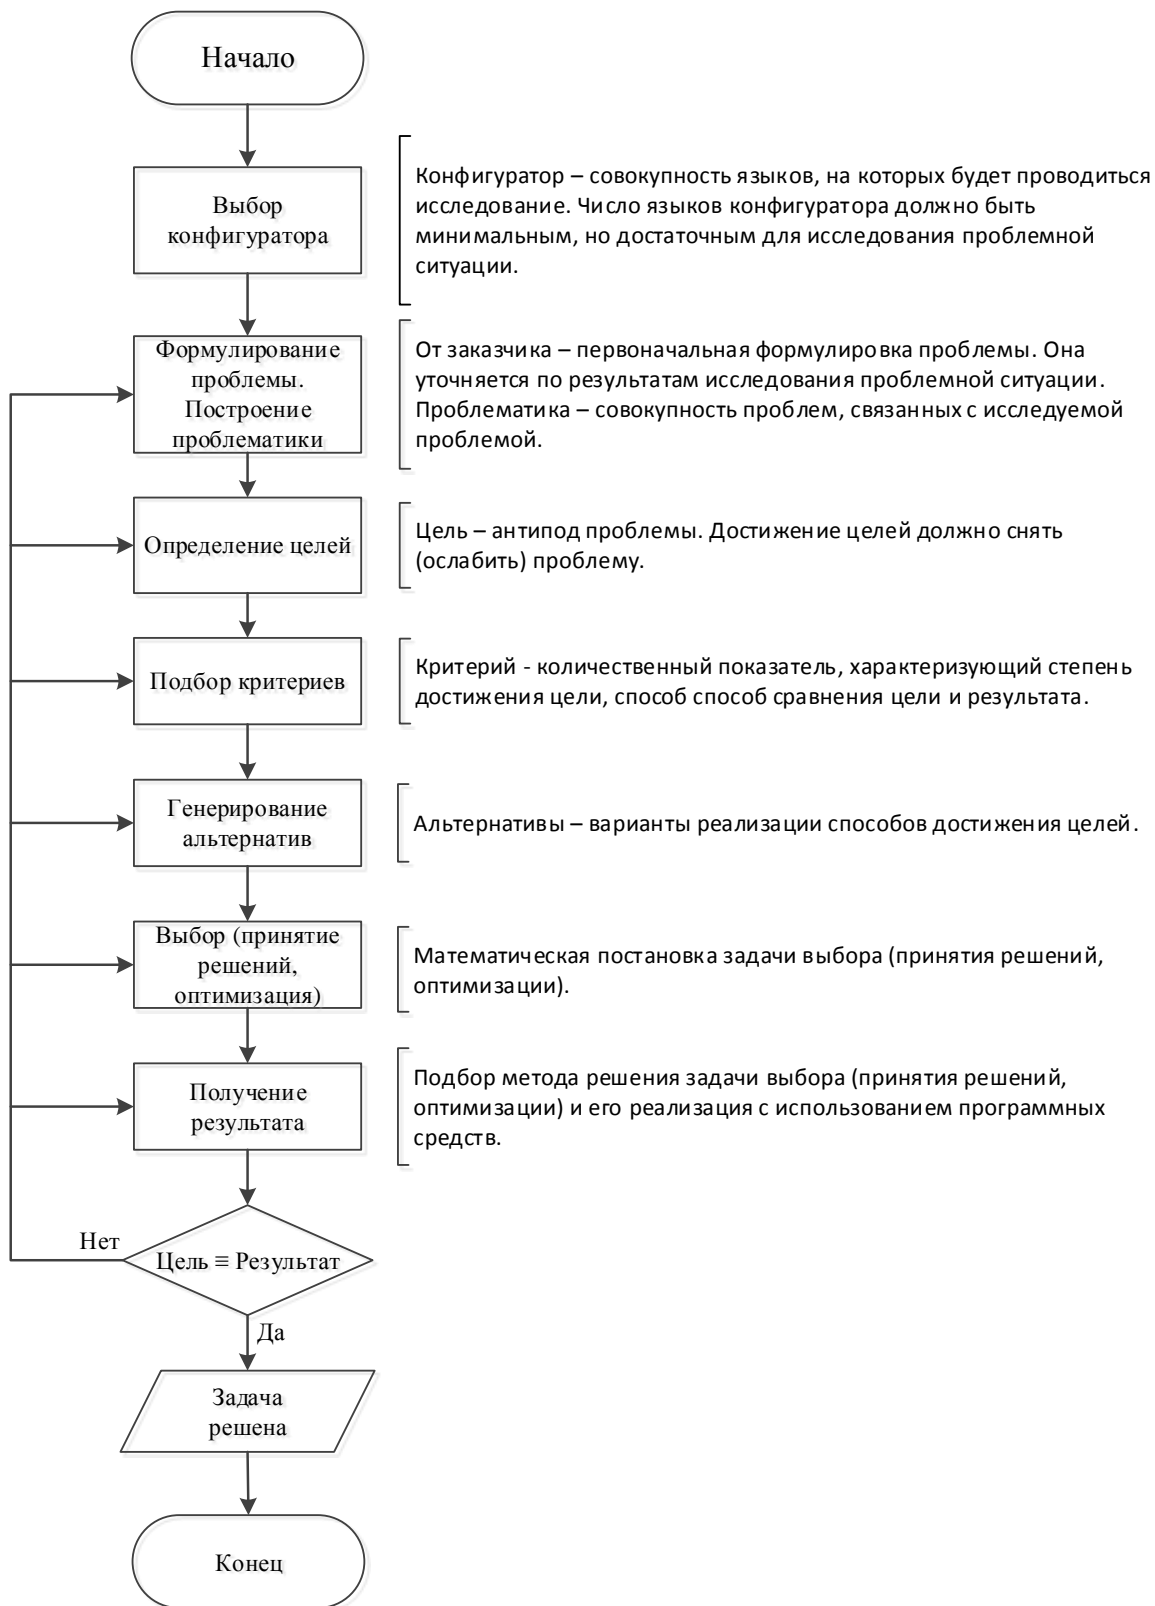 Начало
Выбор
конфигуратора
Конфигуратор – совокупность языков, на которых будет проводиться
исследование. Число языков конфигуратора должно быть
минимальным, но достаточным для исследования проблемной
ситуации.
Формулирование
проблемы.
Построение
проблематики
От заказчика – первоначальная формулировка проблемы. Она
уточняется по результатам исследования проблемной ситуации.
Проблематика – совокупность проблем, связанных с исследуемой
проблемой.
Определение целей
Цель – антипод проблемы. Достижение целей должно снять
(ослабить) проблему.
Подбор критериев
Критерий - количественный показатель, характеризующий степень
достижения цели, способ способ сравнения цели и результата.
Генерирование
альтернатив
Альтернативы – варианты реализации способов достижения целей.
Выбор (принятие
решений,
оптимизация)
Математическая постановка задачи выбора (принятия решений,
оптимизации).
Получение
результата
Подбор метода решения задачи выбора (принятия решений,
оптимизации) и его реализация с использованием программных
средств.
Нет
Цель ≡ Результат
Да
Задача
решена
Конец